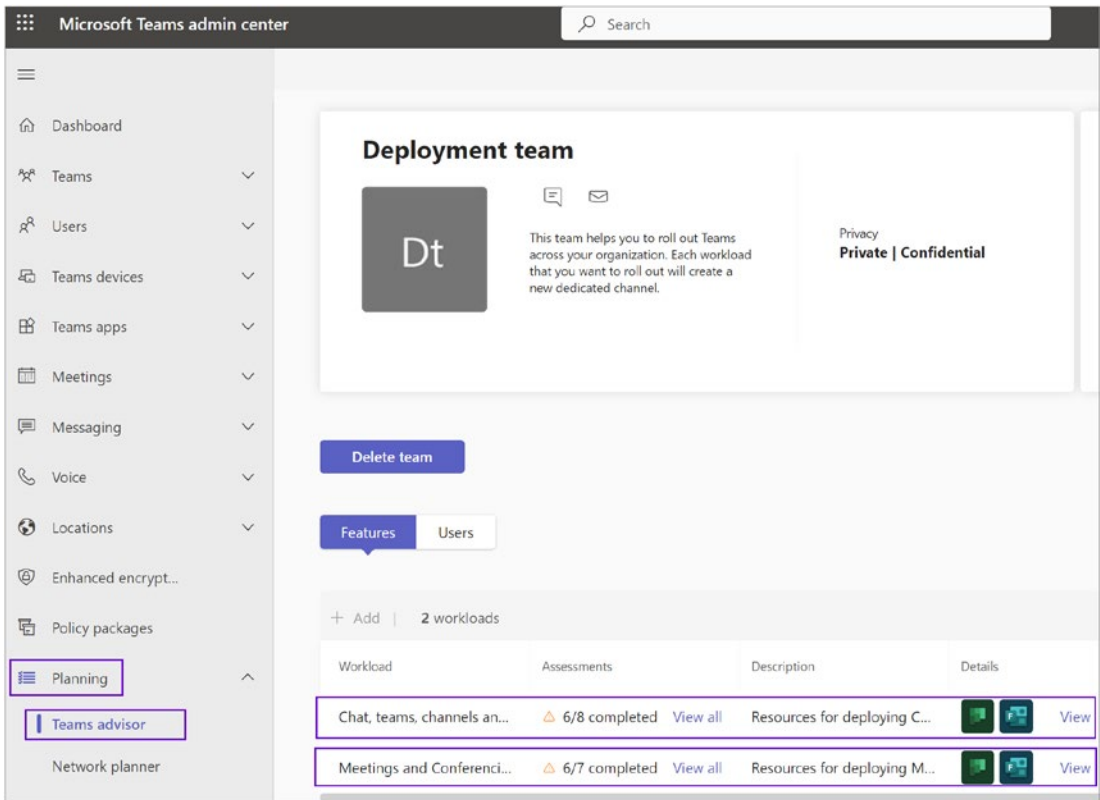 Microsoft Teams admin center
Search
Dashboard
Teams
Users
Teams devices
Teams apps
Meetings
Messaging
Voice
Locations
Enhanced encrypt...
Policy packages
Planning
Teams advisor
Network planner
Deployment team
Dt
This team helps you to roll out Teams
across your organization. Each workload
that you want to roll out will create a
new dedicated channel.
Privacy
Private | Confidential
Delete team
Features Users
+ Add | 2 workloads
Workload Assessments Description Details
Chat, teams, channels an... 6/8 completed View all Resources for deploying C... View
Meetings and Conferenci... 6/7 completed View all Resources for deploying M... View